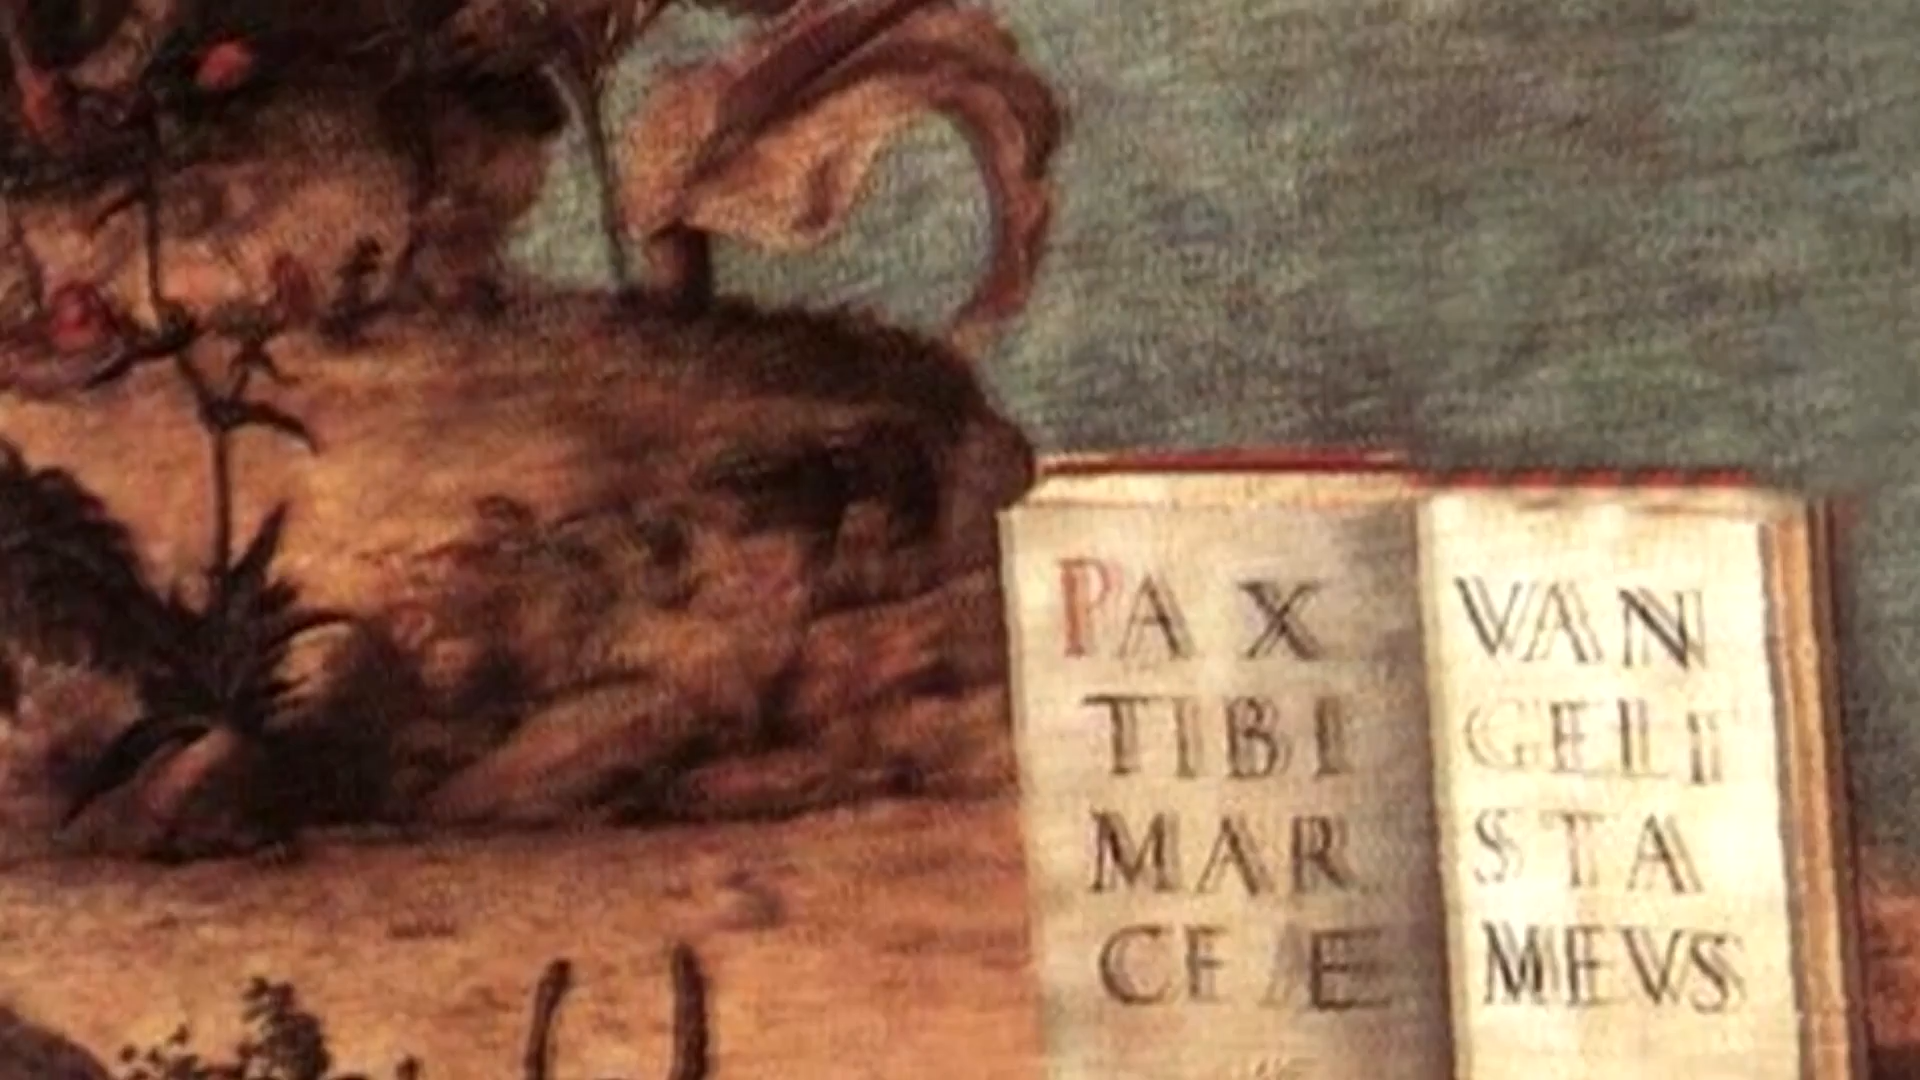 PAX
TIBI
MAR
CE E
VAN
GELI
STA
MEVS